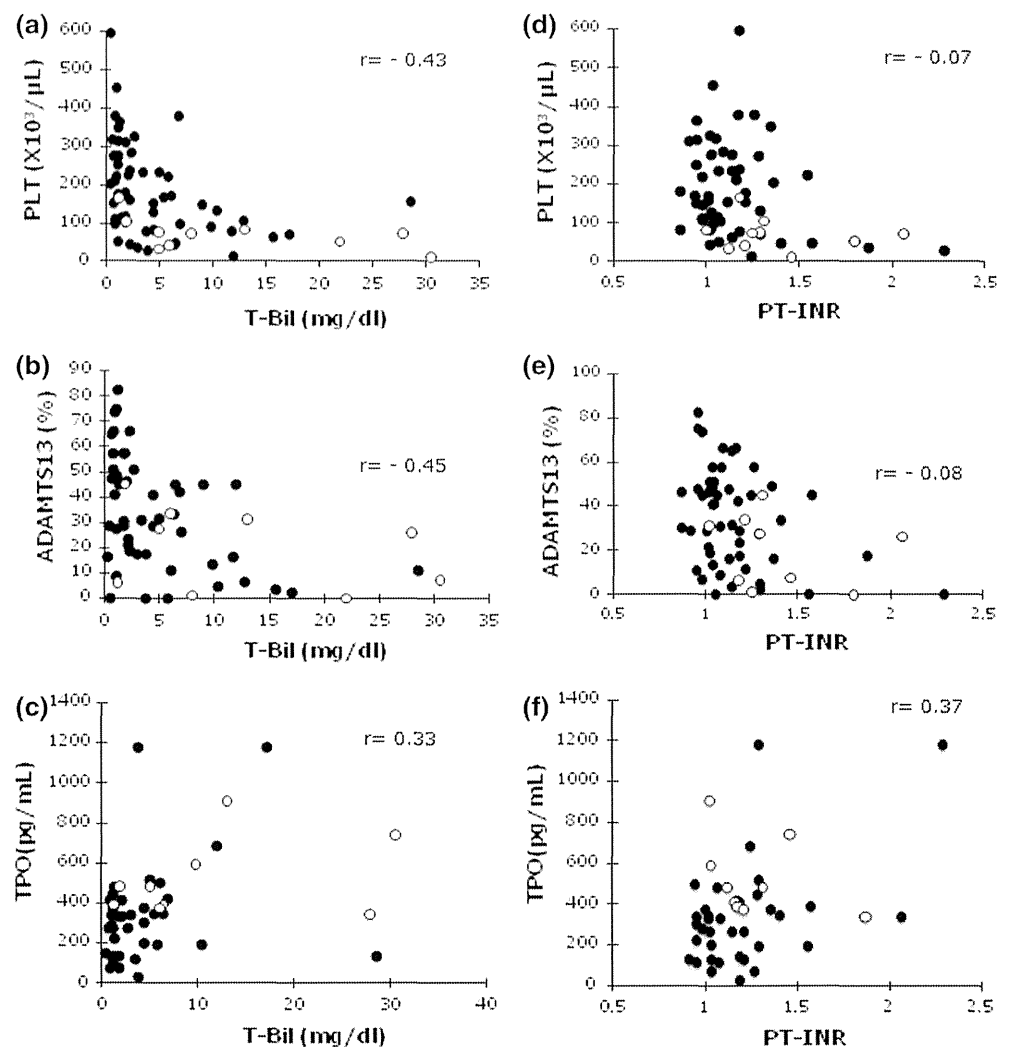 (a)
600
500
400
300
200
100
0
PLT (X10³/μL)
r= - 0.43
0 5 10 15 20 25 30 35
T-Bil (mg/dl)
(d)
600
500
400
300
200
100
0
PLT (X10³/μL)
r= - 0.07
0.5 1 1.5 2 2.5
PT-INR
(b)
90
80
70
60
50
40
30
20
10
0
ADAMTS13 (%)
r= - 0.45
0 5 10 15 20 25 30 35
T-Bil (mg/dl)
(e)
100
80
60
40
20
0
ADAMTS13 (%)
r= - 0.08
0.5 1 1.5 2 2.5
PT-INR
(c)
1400
1200
1000
800
600
400
200
0
TPO(pg/mL)
r= 0.33
0 10 20 30 40
T-Bil (mg/dl)
(f)
1400
1200
1000
800
600
400
200
0
TPO(pg/mL)
r= 0.37
0.5 1 1.5 2 2.5
PT-INR